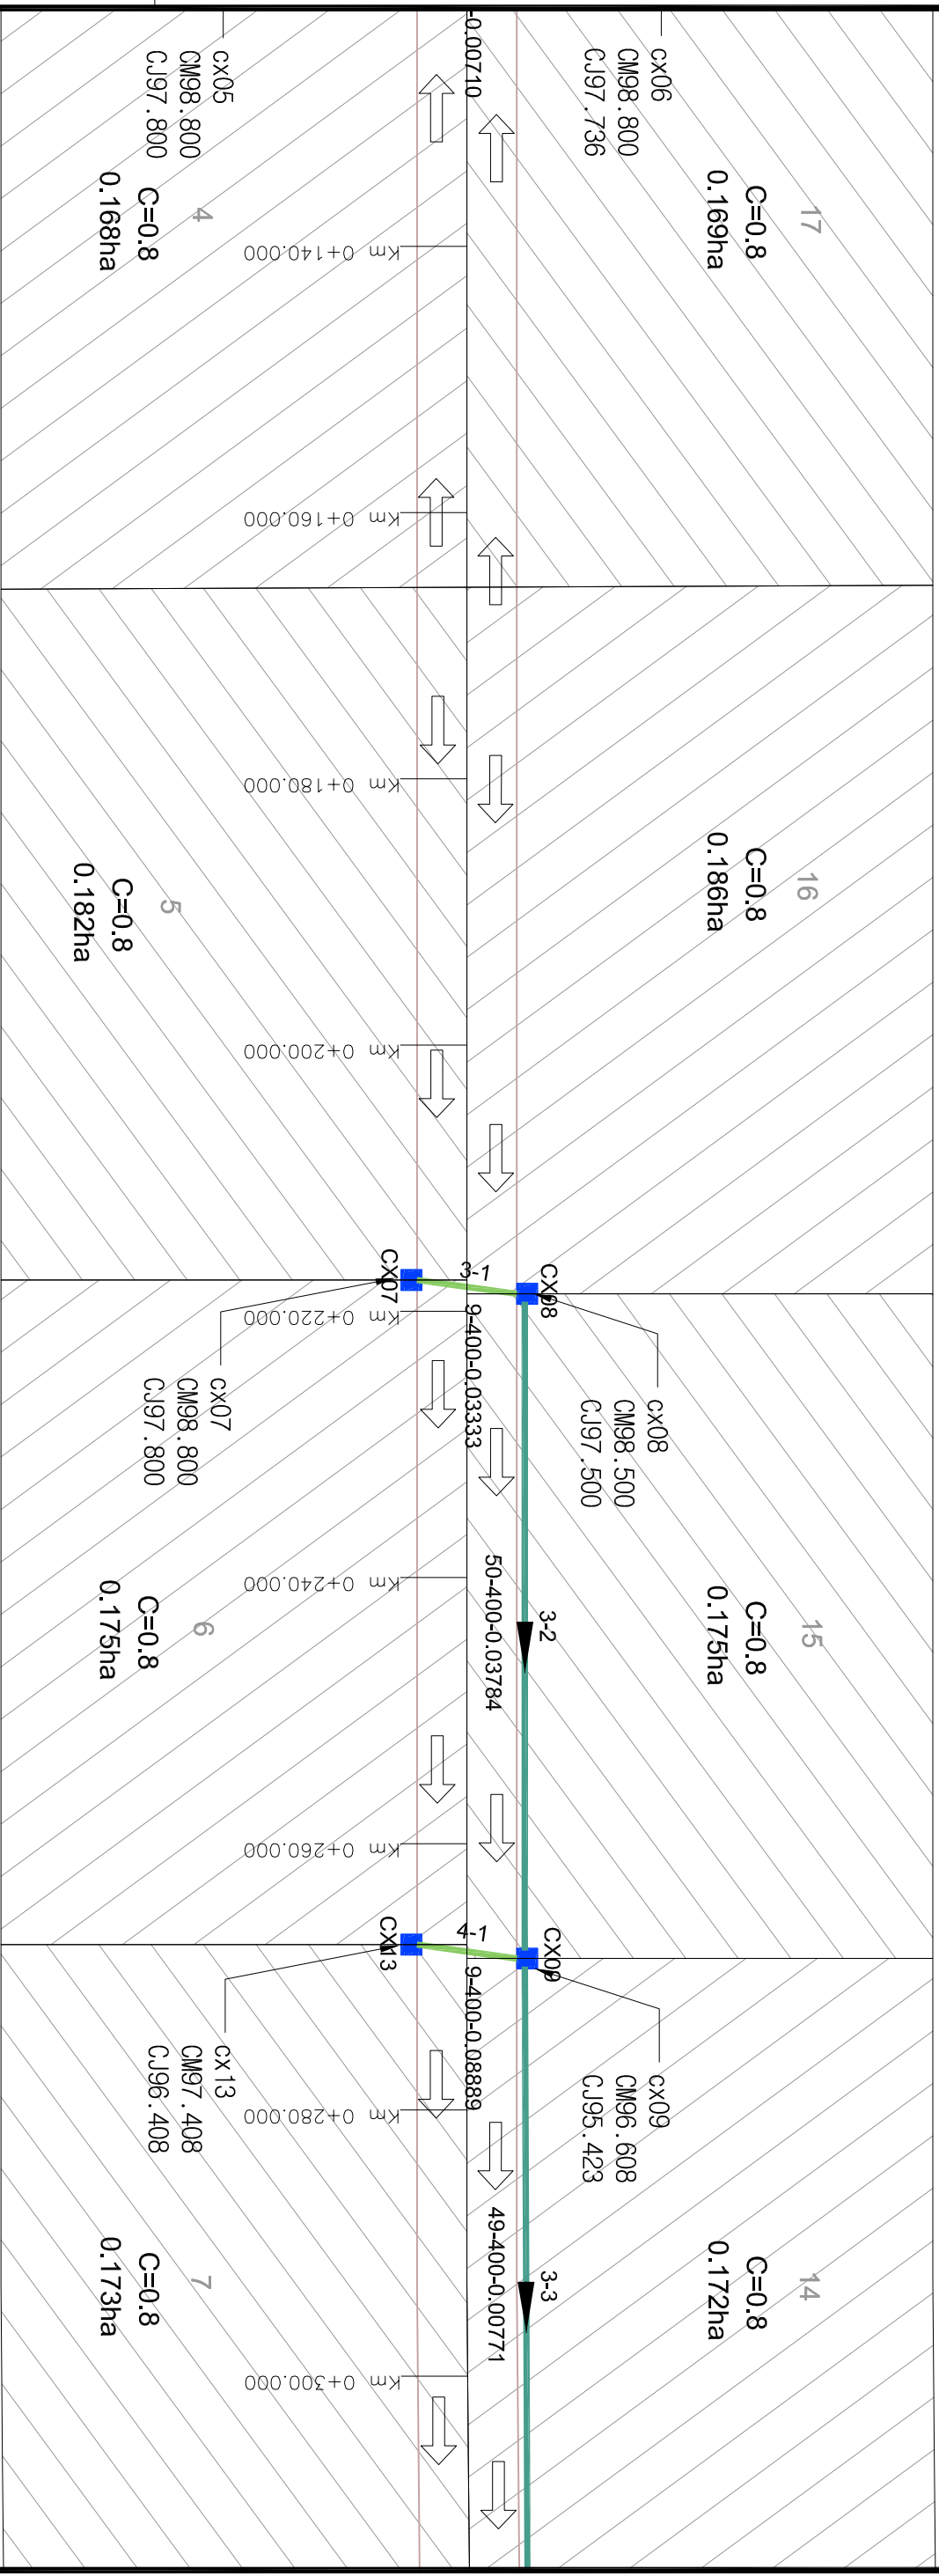 cx05
CM98.800
CJ97.800
4
C=0.8
0.168ha
-0.00710
cx06
CM98.800
CJ97.736
17
C=0.8
0.169ha
Km 0+140.000
Km 0+160.000
Km 0+180.000
5
C=0.8
0.182ha
16
C=0.8
0.186ha
Km 0+200.000
CX07
3-1
CX08
Km 0+220.000
9-400-0.03333
cx07
CM98.800
CJ97.800
cx08
CM98.500
CJ97.500
Km 0+240.000
50-400-0.03784
3-2
6
C=0.8
0.175ha
15
C=0.8
0.175ha
Km 0+260.000
CX13
4-1
CX09
9-400-0.08889
cx13
CM97.408
CJ96.408
cx09
CM96.608
CJ95.423
Km 0+280.000
49-400-0.00771
3-3
7
C=0.8
0.173ha
14
C=0.8
0.172ha
Km 0+300.000